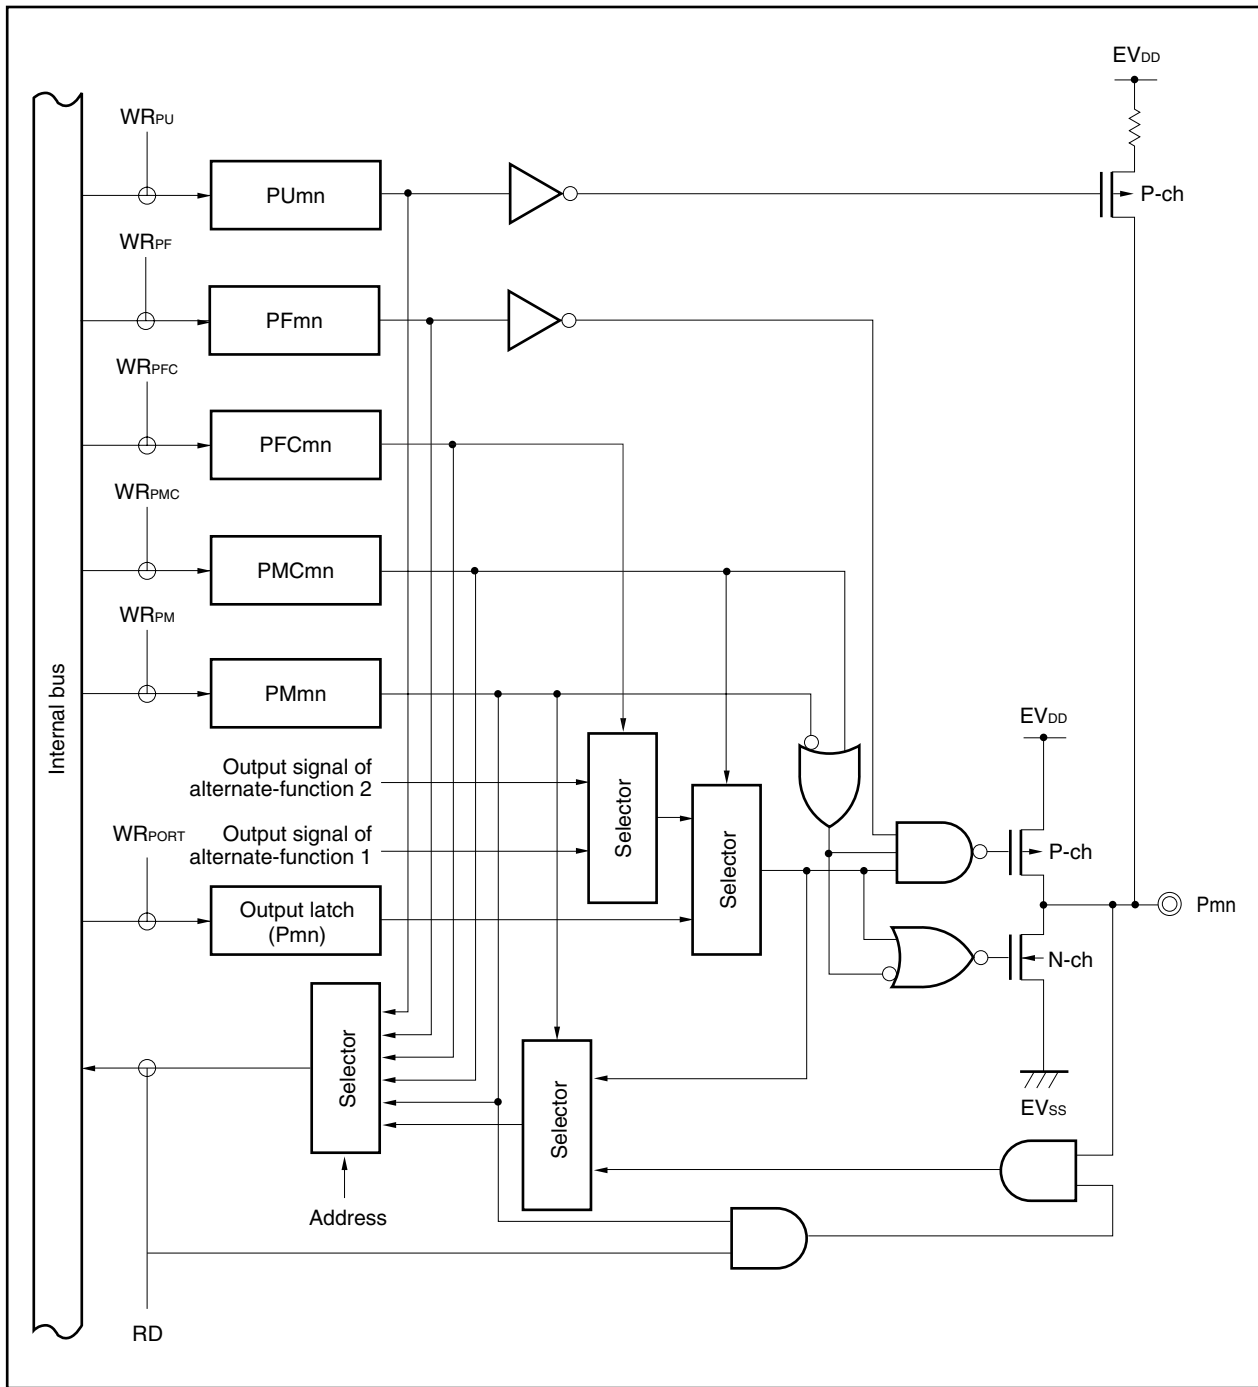 EVDD
WRPU
PUmn
P-ch
WRPF
PFmn
WRPFC
PFCmn
WRPMC
PMCmn
WRPM
PMmn
Internal bus
EVDD
Output signal of
alternate-function 2
Selector
WRPORT
Output signal of
alternate-function 1
Selector
P-ch
Output latch
(Pmn)
Pmn
N-ch
Selector
Selector
EVSS
Address
RD